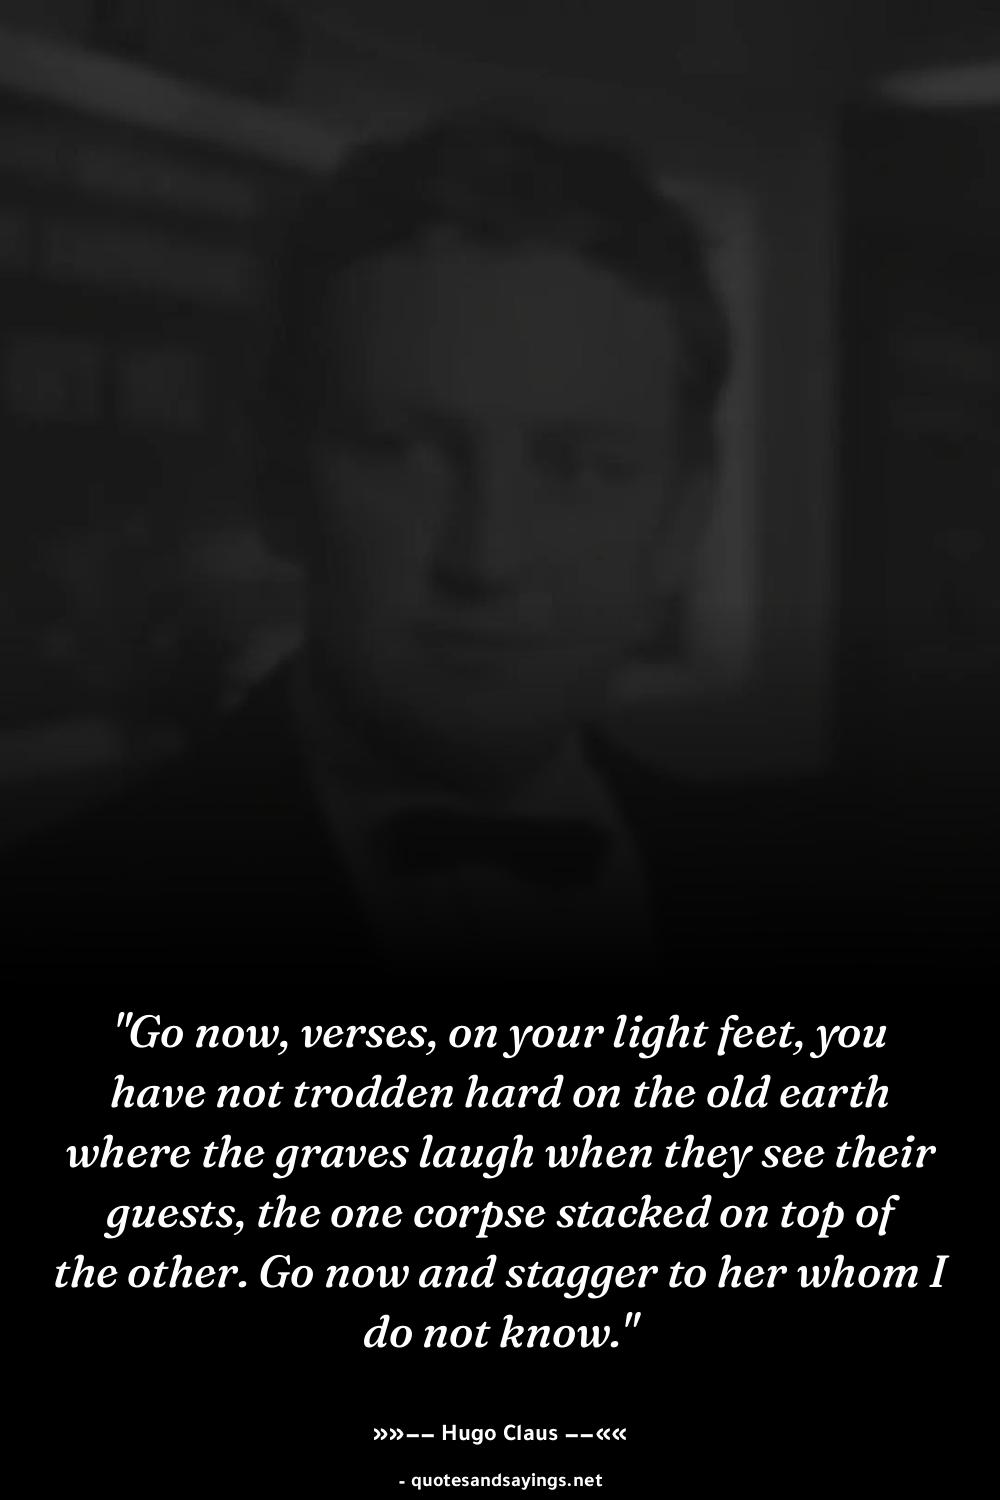 "Go now, verses, on your light feet, you
have not trodden hard on the old earth
where the graves laugh when they see their
guests, the one corpse stacked on top of
the other. Go now and stagger to her whom I
do not know."
»»–– Hugo Claus ––««
- quotesandsayings.net